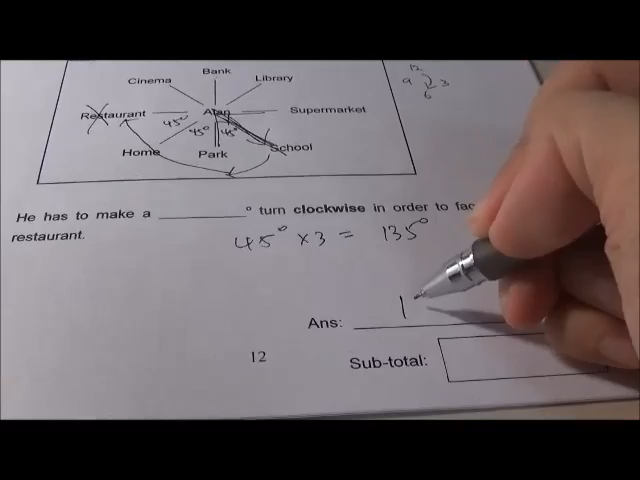 Bank
Cinema Library
Restaurant Alan Supermarket
45° 45° 45°
Home Park School
12
9 3
6
He has to make a ____________° turn clockwise in order to fac
restaurant.
45° x 3 = 135°
Ans: 1
12
Sub-total: